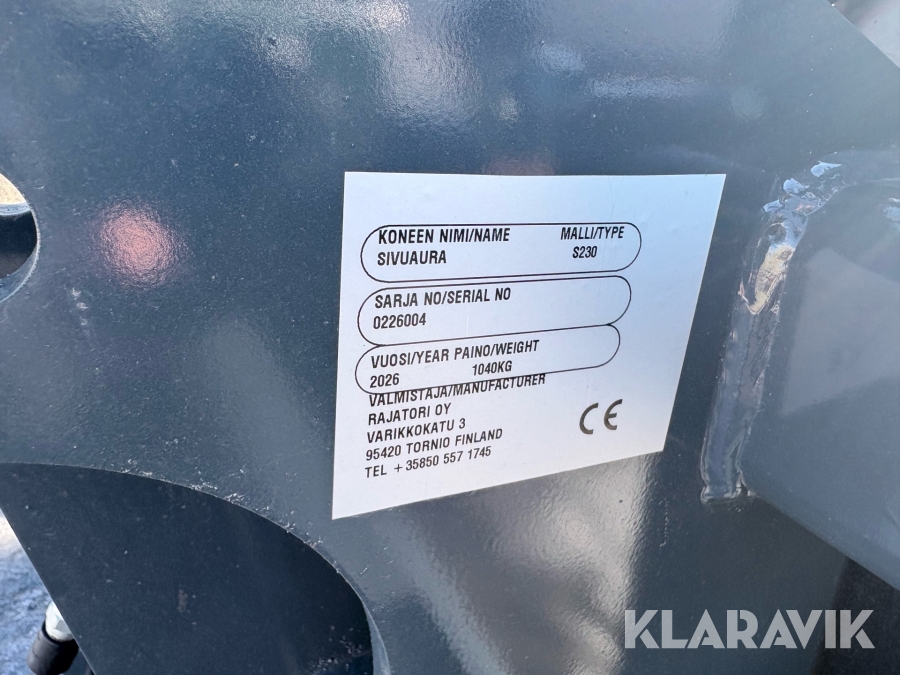 KONEEN NIMI/NAME MALLI/TYPE
SIVUAURA S230
SARJA NO/SERIAL NO
0226004
VUOSI/YEAR PAINO/WEIGHT
2026 1040KG
VALMISTAJA/MANUFACTURER
RAJATORI OY
VARIKKOKATU 3
95420 TORNIO FINLAND
TEL +35850 557 1745
CE
KLARAVIK